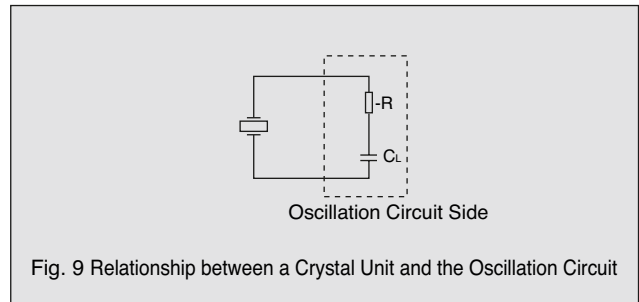 -R
CL
Oscillation Circuit Side
Fig. 9 Relationship between a Crystal Unit and the Oscillation Circuit